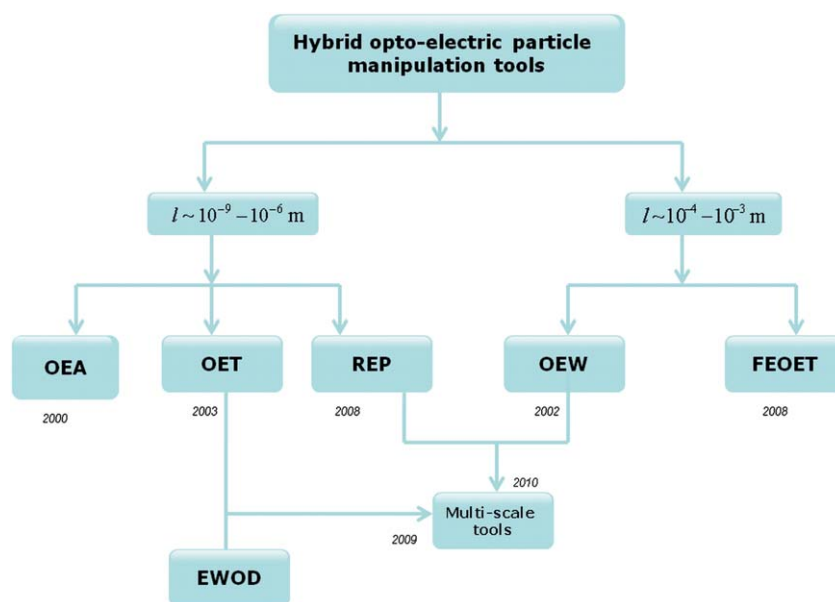 Hybrid opto-electric particle
manipulation tools
l ~ 10⁻⁹ – 10⁻⁶ m
l ~ 10⁻⁴ – 10⁻³ m
OEA
OET
REP
OEW
FEOET
2000
2003
2008
2002
2008
2010
Multi-scale
tools
2009
EWOD